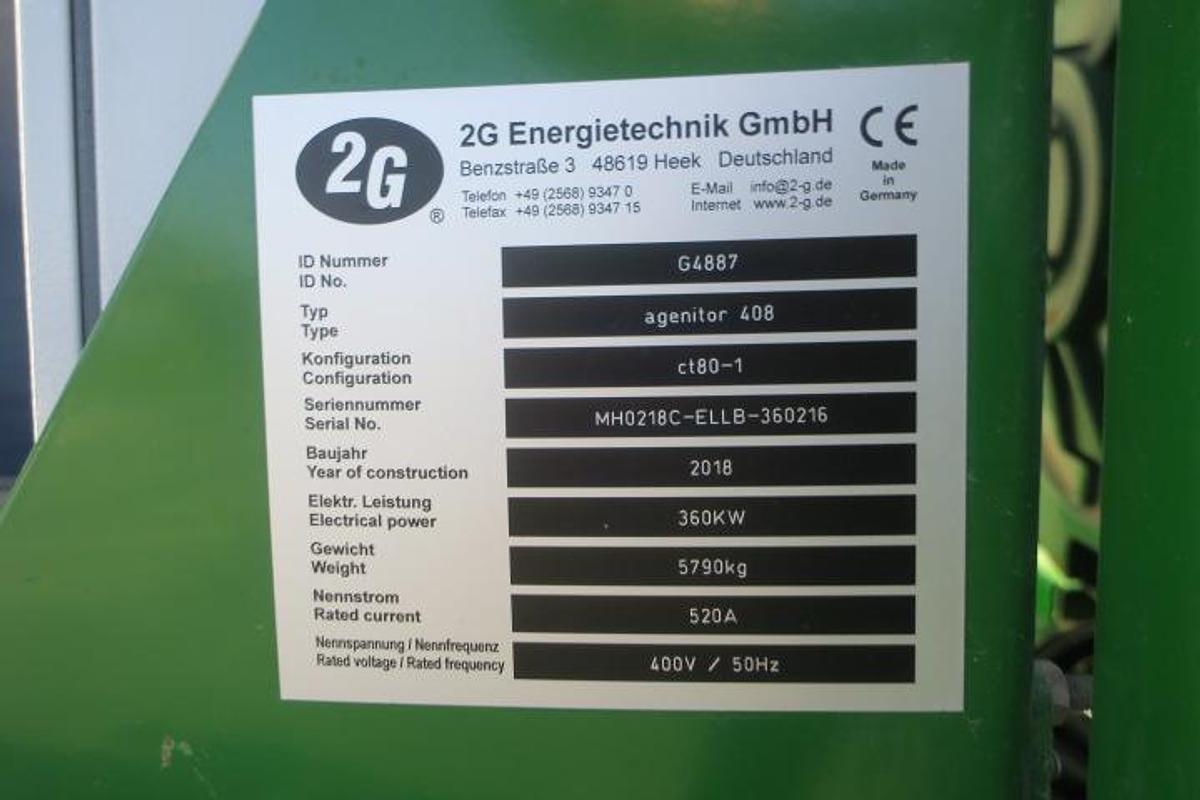 2G
®
2G Energietechnik GmbH
Benzstraße 3 48619 Heek Deutschland
Telefon +49 (2568) 9347 0 E-Mail info@2-g.de
Telefax +49 (2568) 9347 15 Internet www.2-g.de
CE
Made
in
Germany
ID Nummer
ID No.
G4887
Typ
Type
agenitor 408
Konfiguration
Configuration
ct80-1
Seriennummer
Serial No.
MH0218C-ELLB-360216
Baujahr
Year of construction
2018
Elektr. Leistung
Electrical power
360KW
Gewicht
Weight
5790kg
Nennstrom
Rated current
520A
Nennspannung / Nennfrequenz
Rated voltage / Rated frequency
400V / 50Hz